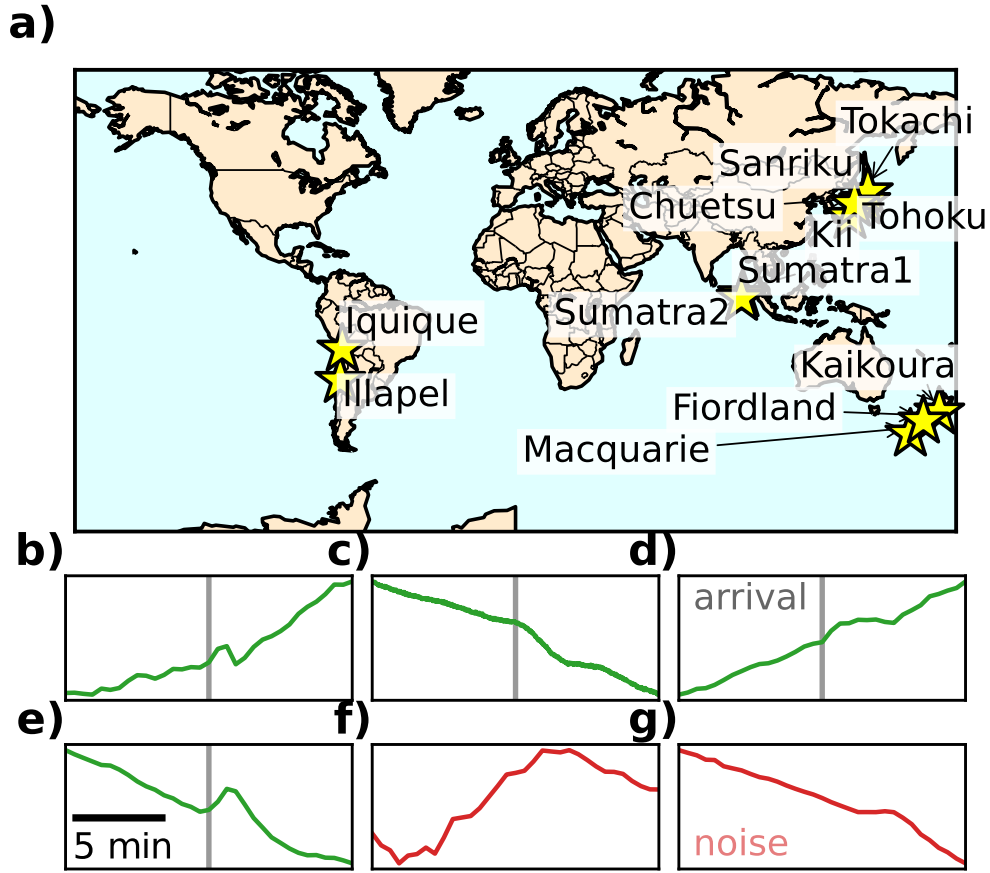 a)
Tokachi
Sanriku
Chuetsu
Tohoku
Kii
Sumatra1
Sumatra2
Iquique
Kaikoura
Illapel
Fiordland
Macquarie
b)
c)
d)
arrival
e)
f)
g)
5 min
noise